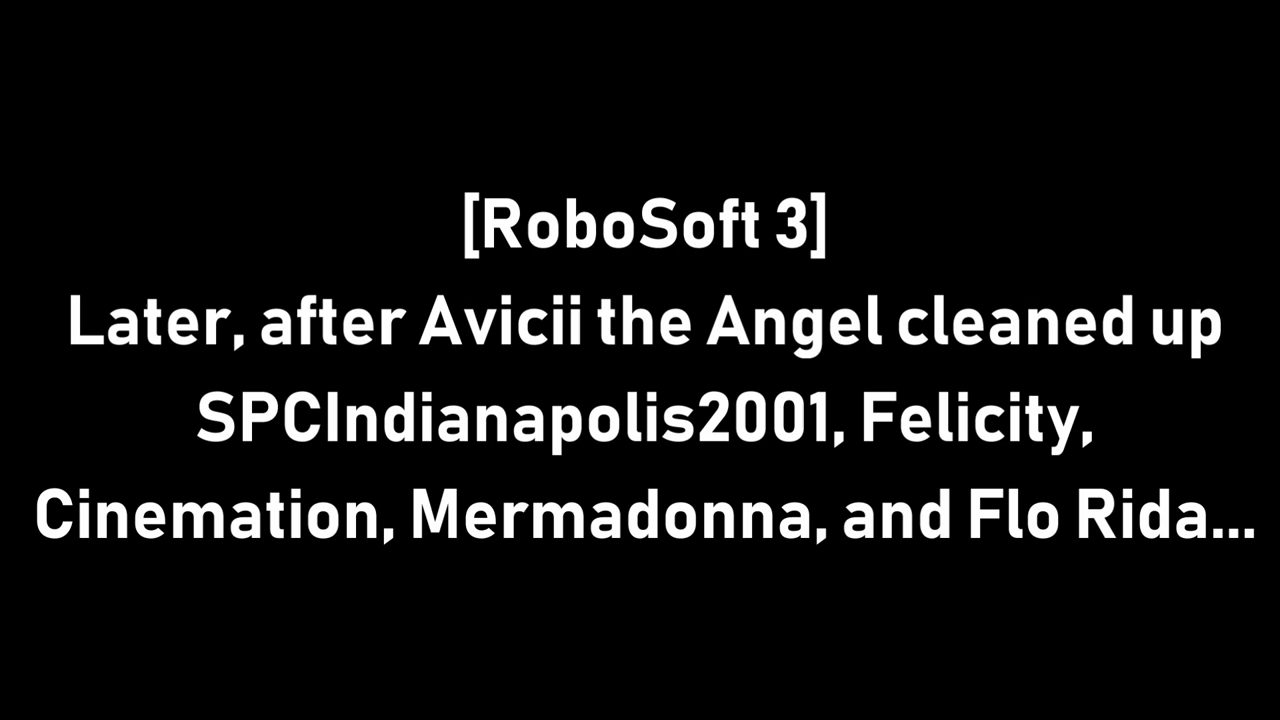 [RoboSoft 3]
Later, after Avicii the Angel cleaned up
SPCIndianapolis2001, Felicity,
Cinemation, Mermadonna, and Flo Rida...